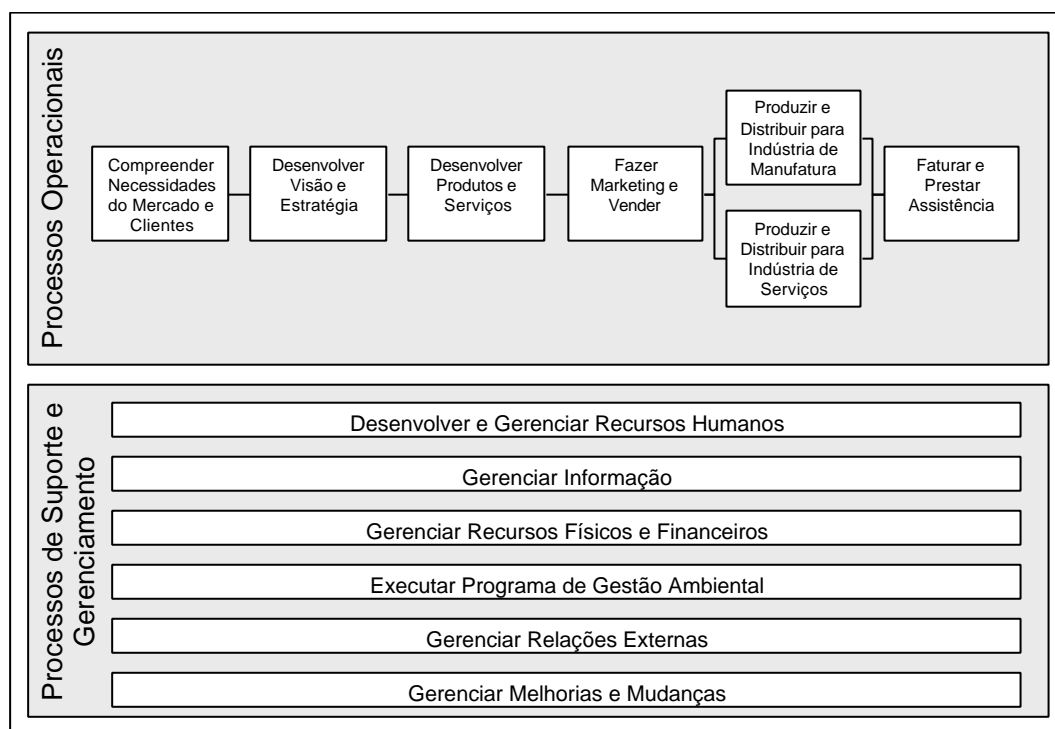 Processos Operacionais
Compreender
Necessidades
do Mercado e
Clientes
Desenvolver
Visão e
Estratégia
Desenvolver
Produtos e
Serviços
Fazer
Marketing e
Vender
Produzir e
Distribuir para
Indústria de
Manufatura
Produzir e
Distribuir para
Indústria de
Serviços
Faturar e
Prestar
Assistência
Processos de Suporte e
Gerenciamento
Desenvolver e Gerenciar Recursos Humanos
Gerenciar Informação
Gerenciar Recursos Físicos e Financeiros
Executar Programa de Gestão Ambiental
Gerenciar Relações Externas
Gerenciar Melhorias e Mudanças